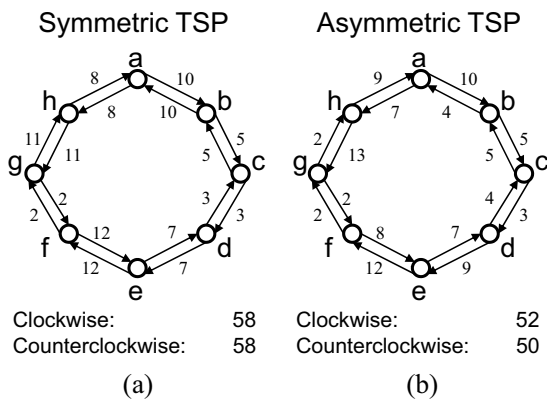 Symmetric TSP
Asymmetric TSP
a
8
10
8
10
h
b
11
5
11
5
g
c
2
3
2
3
f
12
7
d
12
7
e
Clockwise: 58
Counterclockwise: 58
(a)
a
9
10
7
4
h
b
2
5
13
5
g
c
2
4
2
3
f
8
7
d
12
9
e
Clockwise: 52
Counterclockwise: 50
(b)